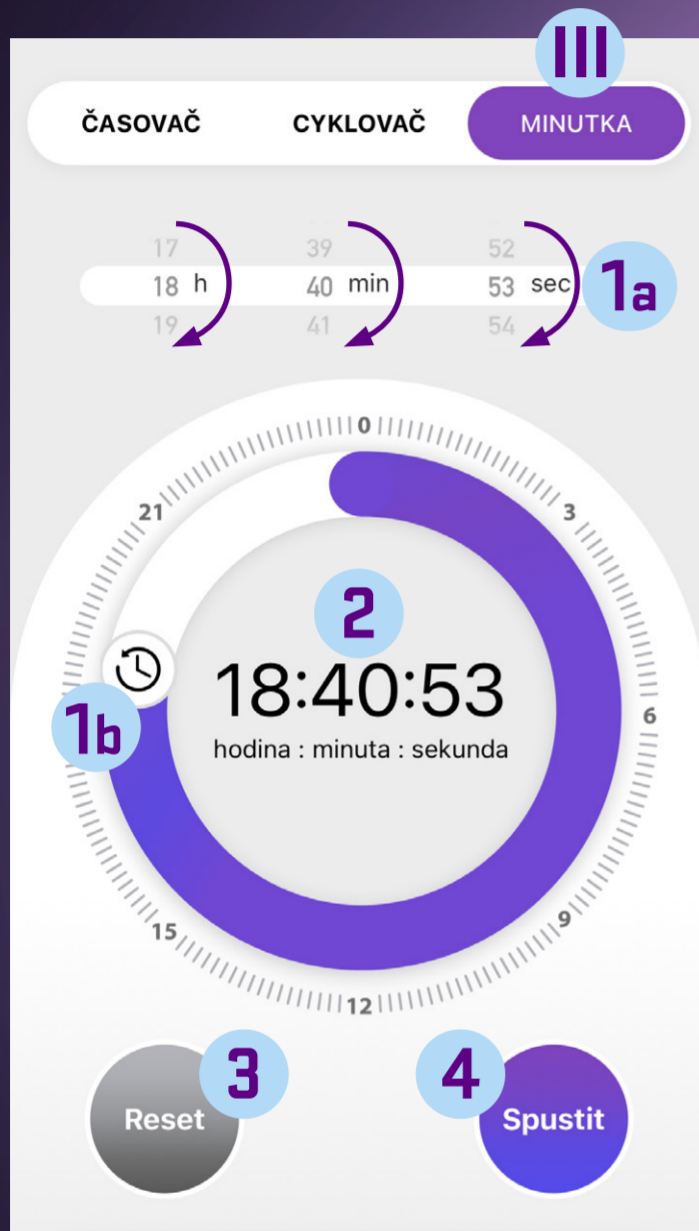 III
ČASOVAČ CYKLOVAČ MINUTKA
17 39 52
18 h 40 min 53 sec
19 41 54
1a
0
21 3
2
18:40:53
hodina : minuta : sekunda
1b
6
15 9
12
3 4
Reset Spustit